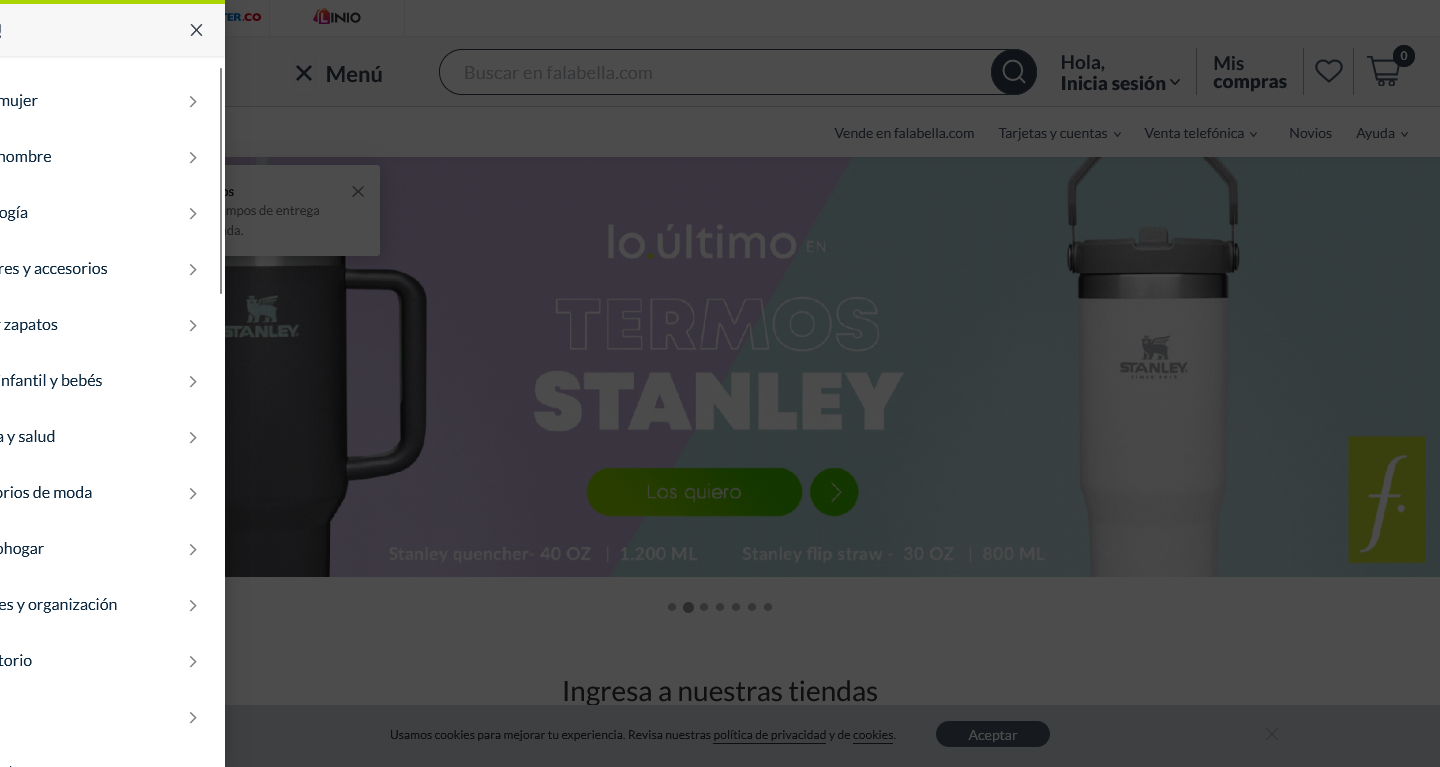 ER.CO
LINIO
!
Menú
Buscar en falabella.com
Hola,
Inicia sesión
Mis
compras
0
Vende en falabella.com
Tarjetas y cuentas
Venta telefónica
Novios
Ayuda
mujer
hombre
ogía
res y accesorios
zapatos
infantil y bebés
a y salud
orios de moda
ohogar
es y organización
torio
os
empos de entrega
ada.
lo último EN
TERMOS
STANLEY
Los quiero
Stanley quencher- 40 OZ | 1.200 ML
Stanley flip straw - 30 OZ | 800 ML
STANLEY
STANLEY
f.
Ingresa a nuestras tiendas
Usamos cookies para mejorar tu experiencia. Revisa nuestras política de privacidad y de cookies.
Aceptar